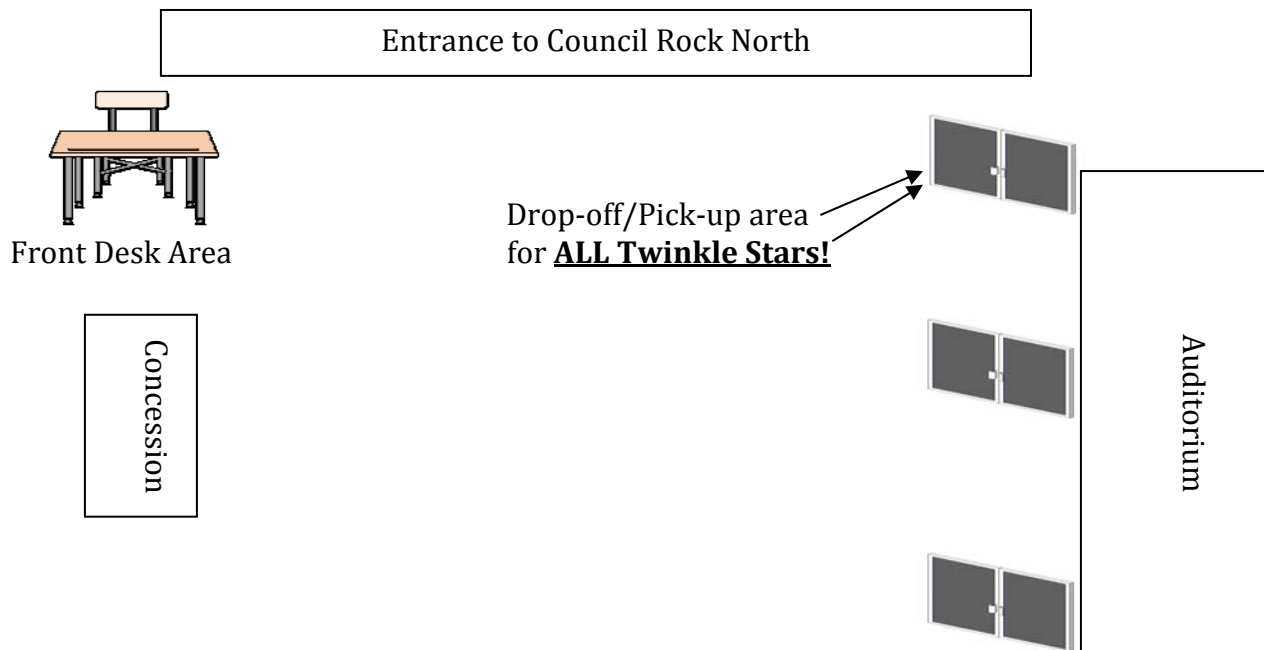 Entrance to Council Rock North
Drop-off/Pick-up area
for ALL Twinkle Stars!
Front Desk Area
Concession
Auditorium